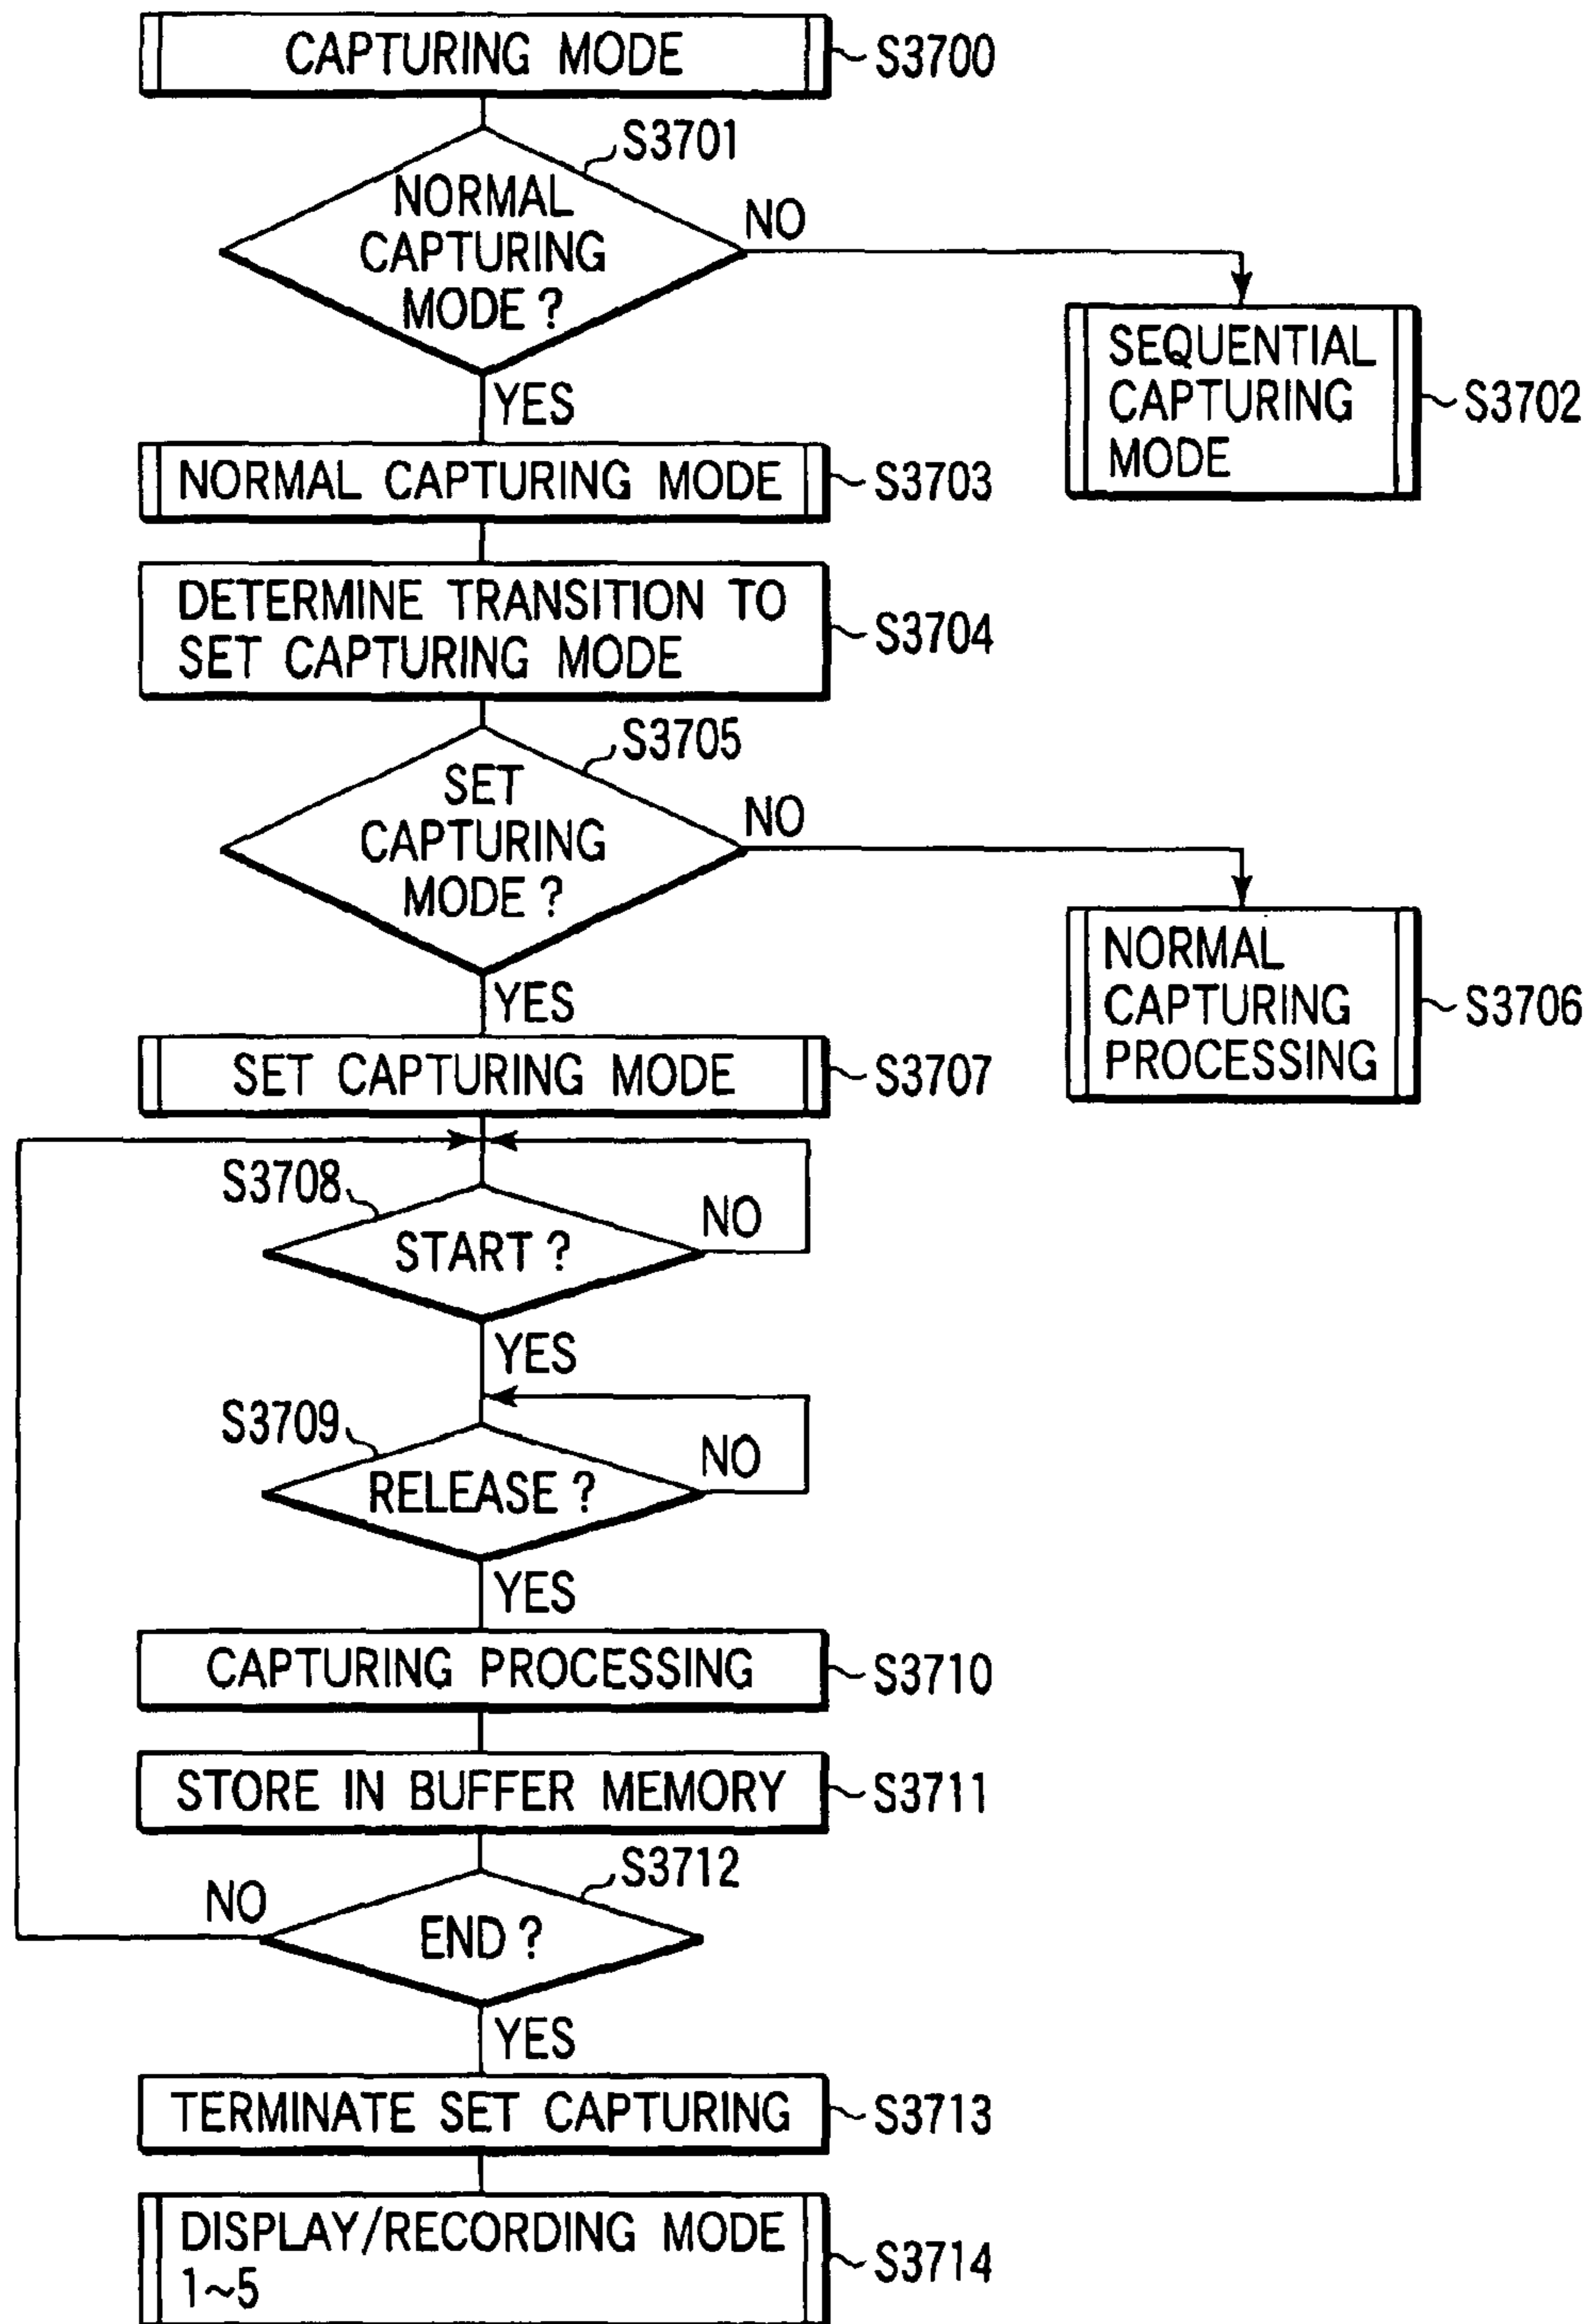 CAPTURING MODE
S3700
S3701
NORMAL
CAPTURING
MODE ?
NO
SEQUENTIAL
CAPTURING
MODE
S3702
YES
NORMAL CAPTURING MODE
S3703
DETERMINE TRANSITION TO
SET CAPTURING MODE
S3704
S3705
SET
CAPTURING
MODE ?
NO
NORMAL
CAPTURING
PROCESSING
S3706
YES
SET CAPTURING MODE
S3707
S3708
START ?
NO
YES
S3709
RELEASE ?
NO
YES
CAPTURING PROCESSING
S3710
STORE IN BUFFER MEMORY
S3711
S3712
NO
END ?
YES
TERMINATE SET CAPTURING
S3713
DISPLAY/RECORDING MODE
1~5
S3714